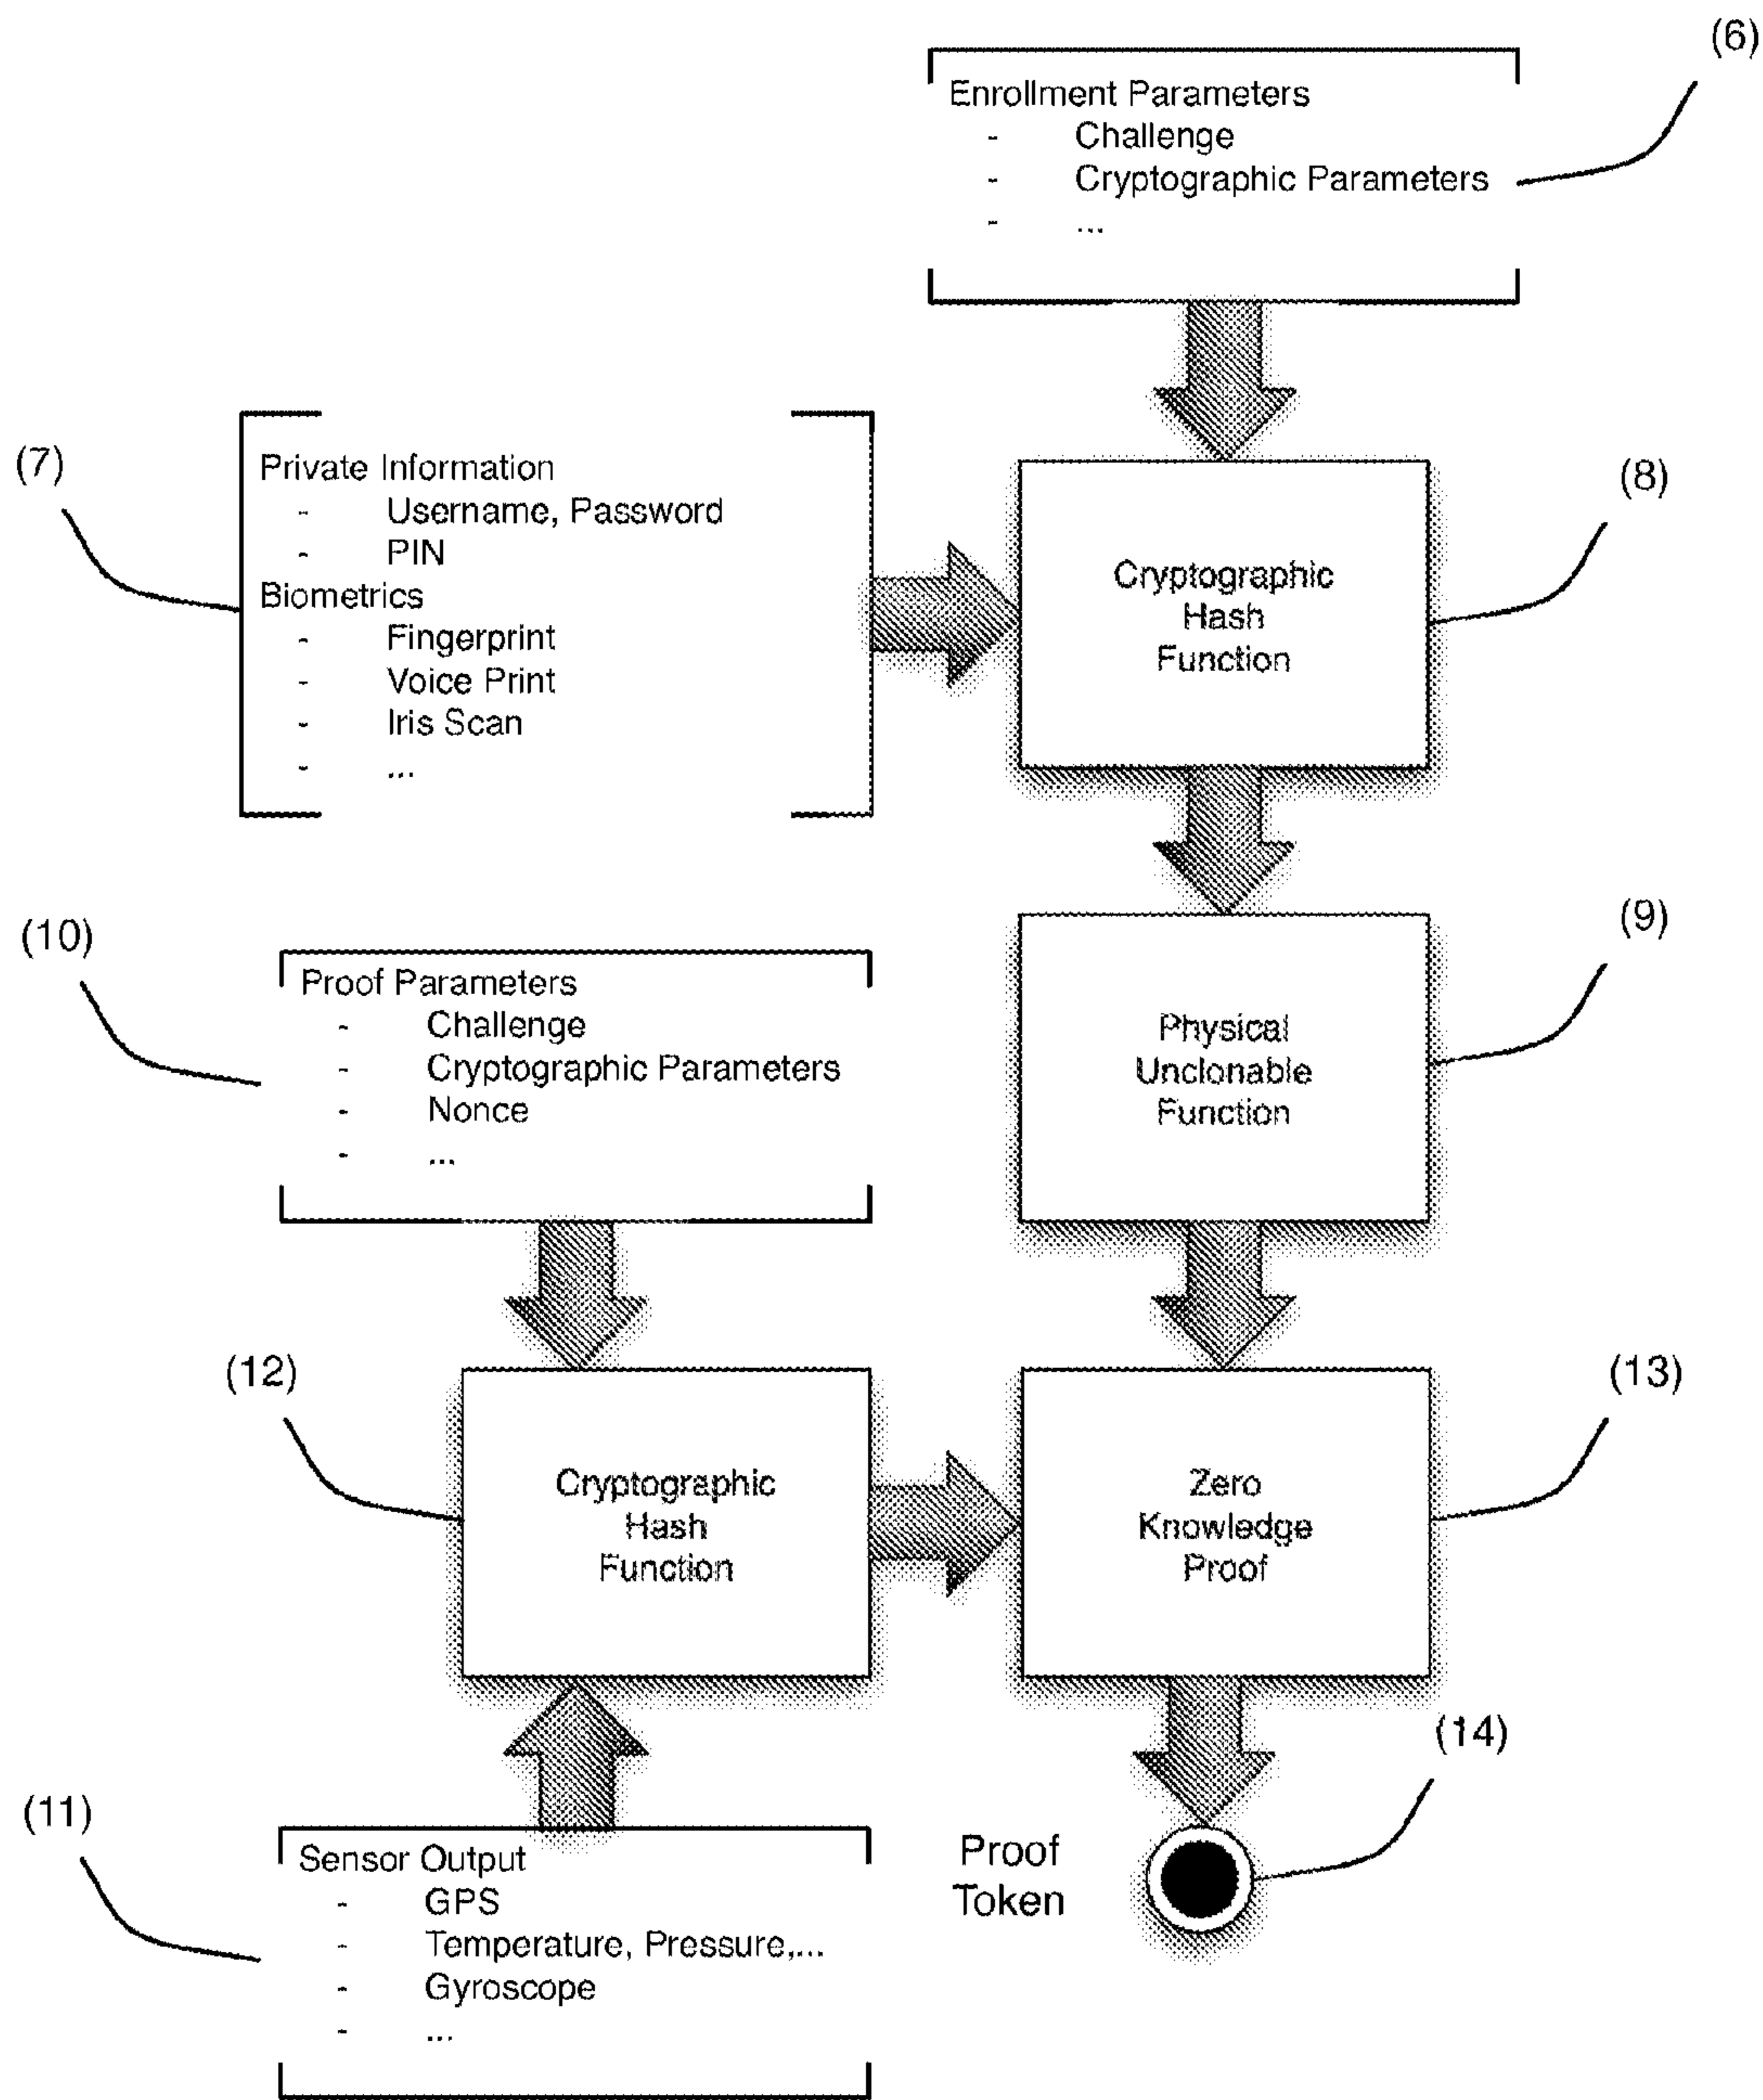 (6)
Enrollment Parameters
- Challenge
- Cryptographic Parameters
- ...
(7)
Private Information
- Username, Password
- PIN
Biometrics
- Fingerprint
- Voice Print
- Iris Scan
- ...
(8)
Cryptographic
Hash
Function
(9)
Physical
Unclonable
Function
(10)
Proof Parameters
- Challenge
- Cryptographic Parameters
- Nonce
- ...
(12)
Cryptographic
Hash
Function
(13)
Zero
Knowledge
Proof
(11)
Sensor Output
- GPS
- Temperature, Pressure,...
- Gyroscope
- ...
(14)
Proof
Token